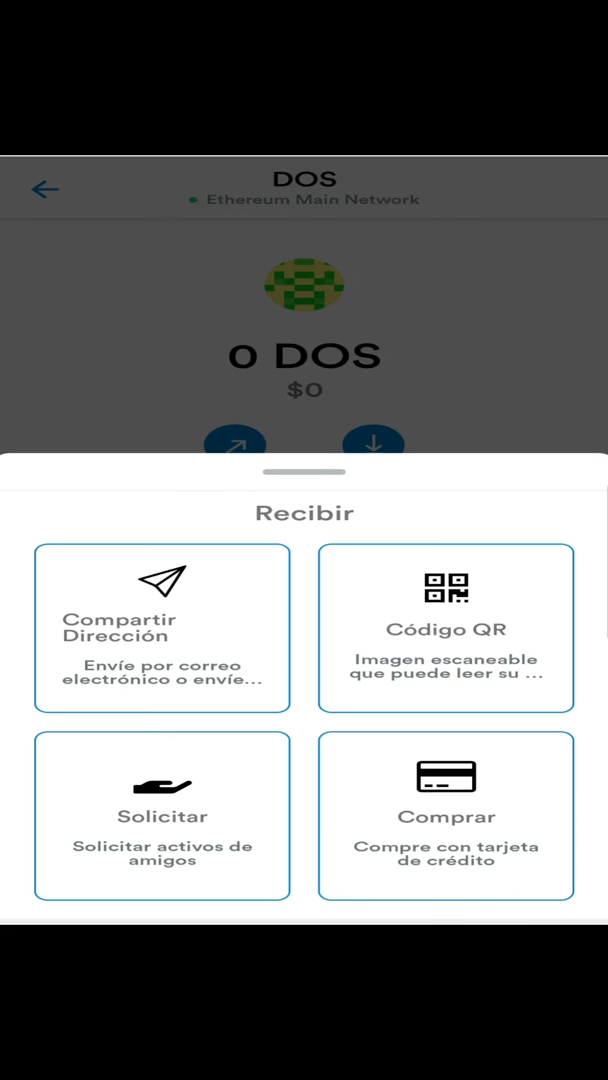 DOS
Ethereum Main Network
0 DOS
$0
Recibir
Compartir
Dirección
Envíe por correo
electrónico o envíe...
Código QR
Imagen escaneable
que puede leer su ...
Solicitar
Solicitar activos de
amigos
Comprar
Compre con tarjeta
de crédito